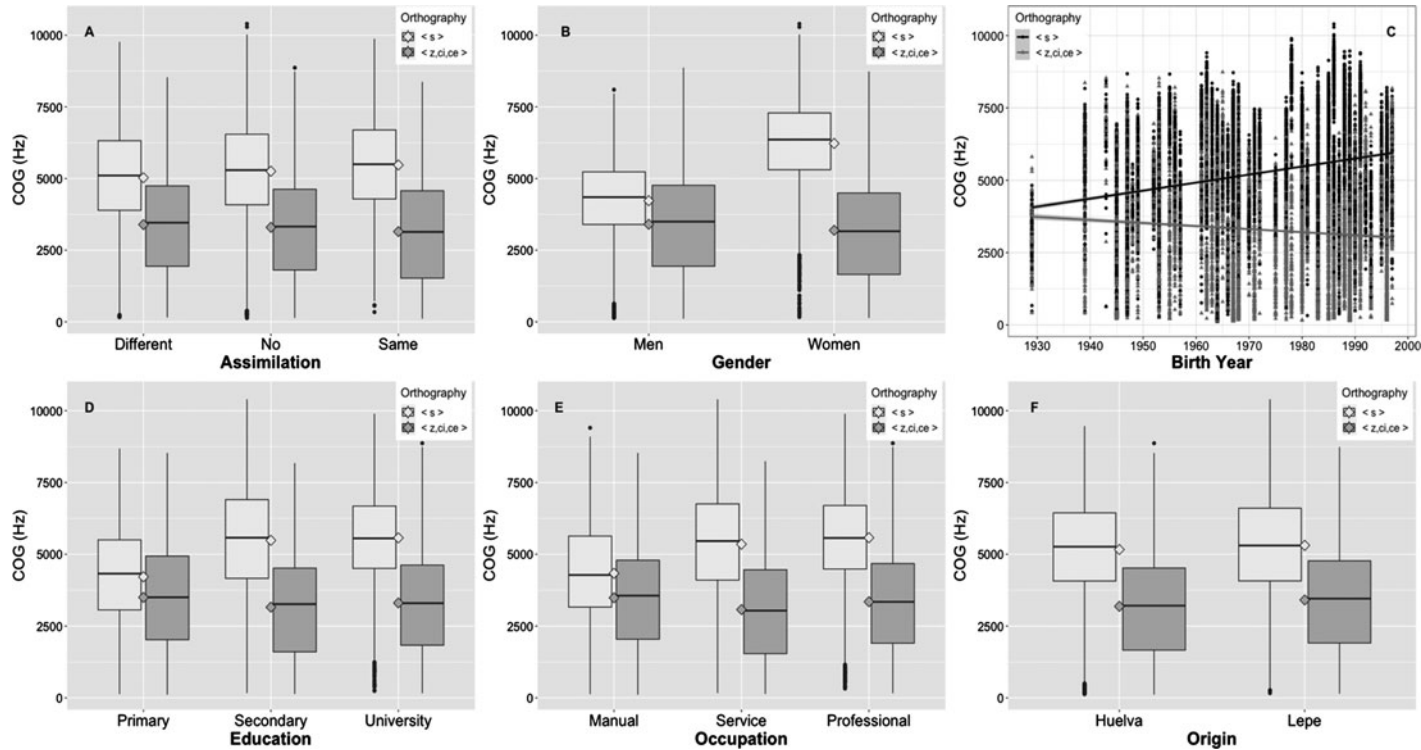 A
Orthography
< s >
< z,ci,ce >
COG (Hz)
10000
7500
5000
2500
0
Different
No
Same
Assimilation
B
Orthography
< s >
< z,ci,ce >
COG (Hz)
10000
7500
5000
2500
0
Men
Women
Gender
Orthography
< s >
< z,ci,ce >
C
COG (Hz)
10000
7500
5000
2500
0
1930 1940 1950 1960 1970 1980 1990 2000
Birth Year
D
Orthography
< s >
< z,ci,ce >
COG (Hz)
10000
7500
5000
2500
0
Primary
Secondary
University
Education
E
Orthography
< s >
< z,ci,ce >
COG (Hz)
10000
7500
5000
2500
0
Manual
Service
Professional
Occupation
F
Orthography
< s >
< z,ci,ce >
COG (Hz)
10000
7500
5000
2500
0
Huelva
Lepe
Origin